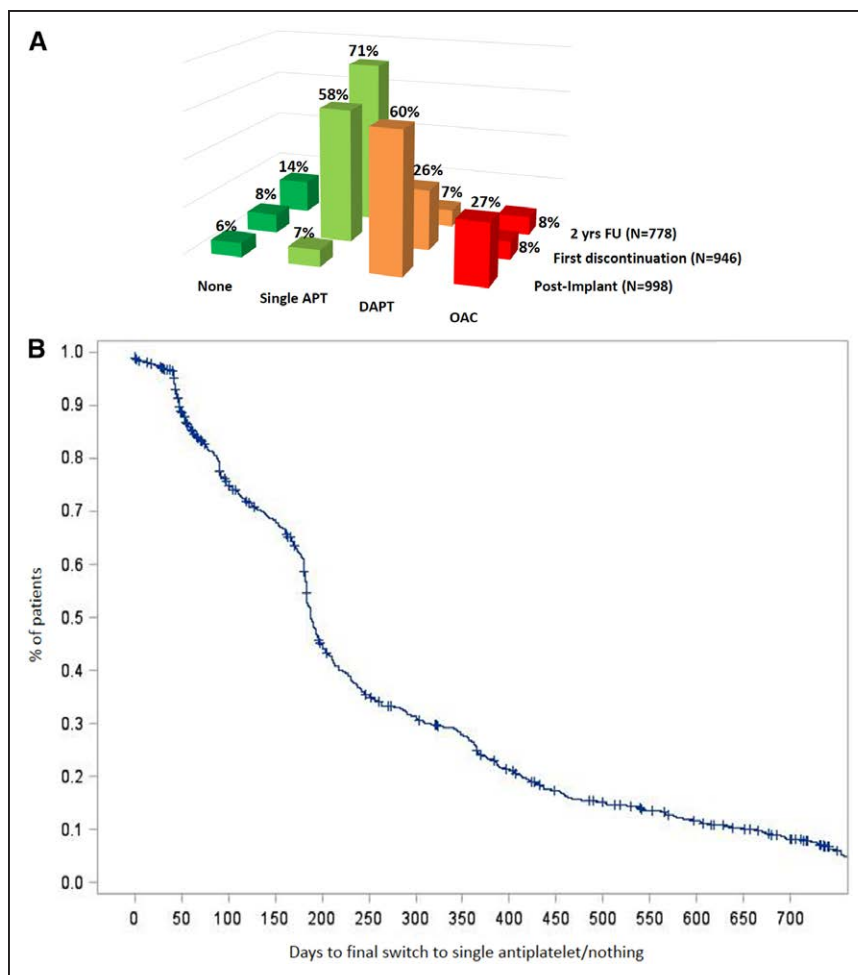 A
71%
58%
60%
14%
26%
8%
7%
27%
6%
7%
8%
8%
2 yrs FU (N=778)
First discontinuation (N=946)
Post-Implant (N=998)
None
Single APT
DAPT
OAC
B
% of patients
1.0
0.9
0.8
0.7
0.6
0.5
0.4
0.3
0.2
0.1
0.0
0 50 100 150 200 250 300 350 400 450 500 550 600 650 700
Days to final switch to single antiplatelet/nothing